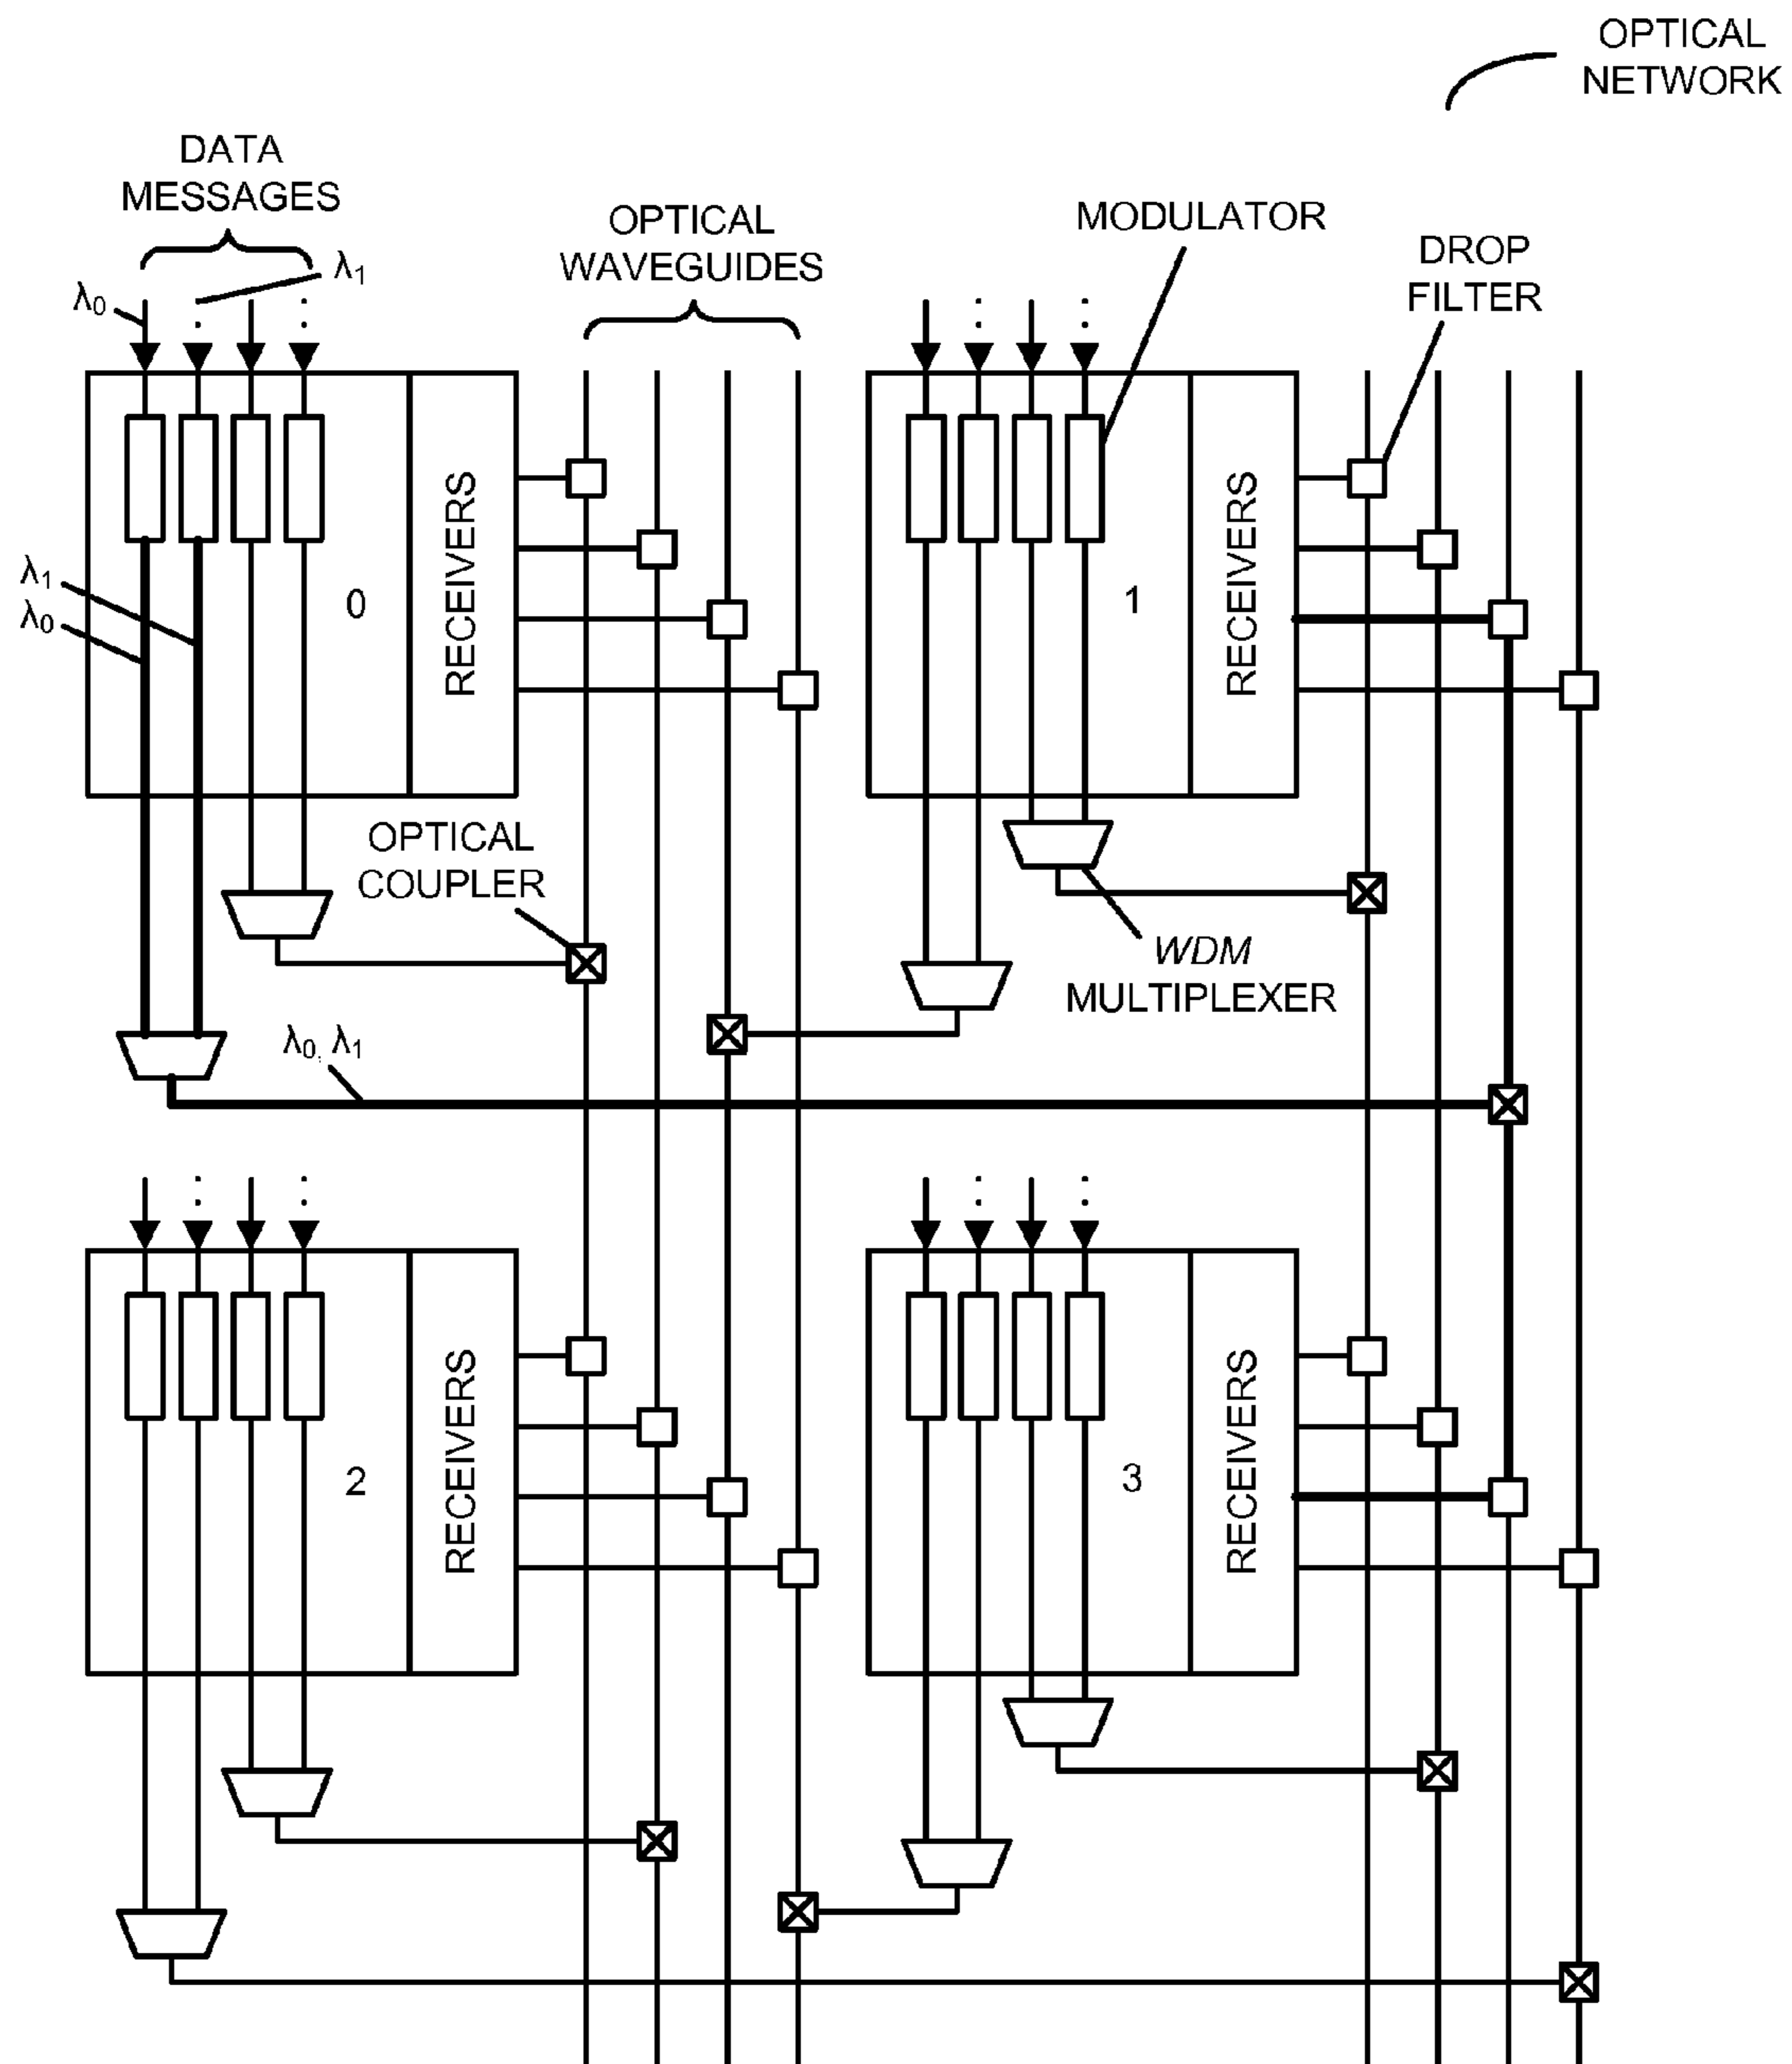 OPTICAL
NETWORK
DATA
MESSAGES
OPTICAL
WAVEGUIDES
MODULATOR
DROP
FILTER
λ0
λ1
RECEIVERS
RECEIVERS
λ1
λ0
0
1
OPTICAL
COUPLER
WDM
MULTIPLEXER
λ0, λ1
RECEIVERS
RECEIVERS
2
3